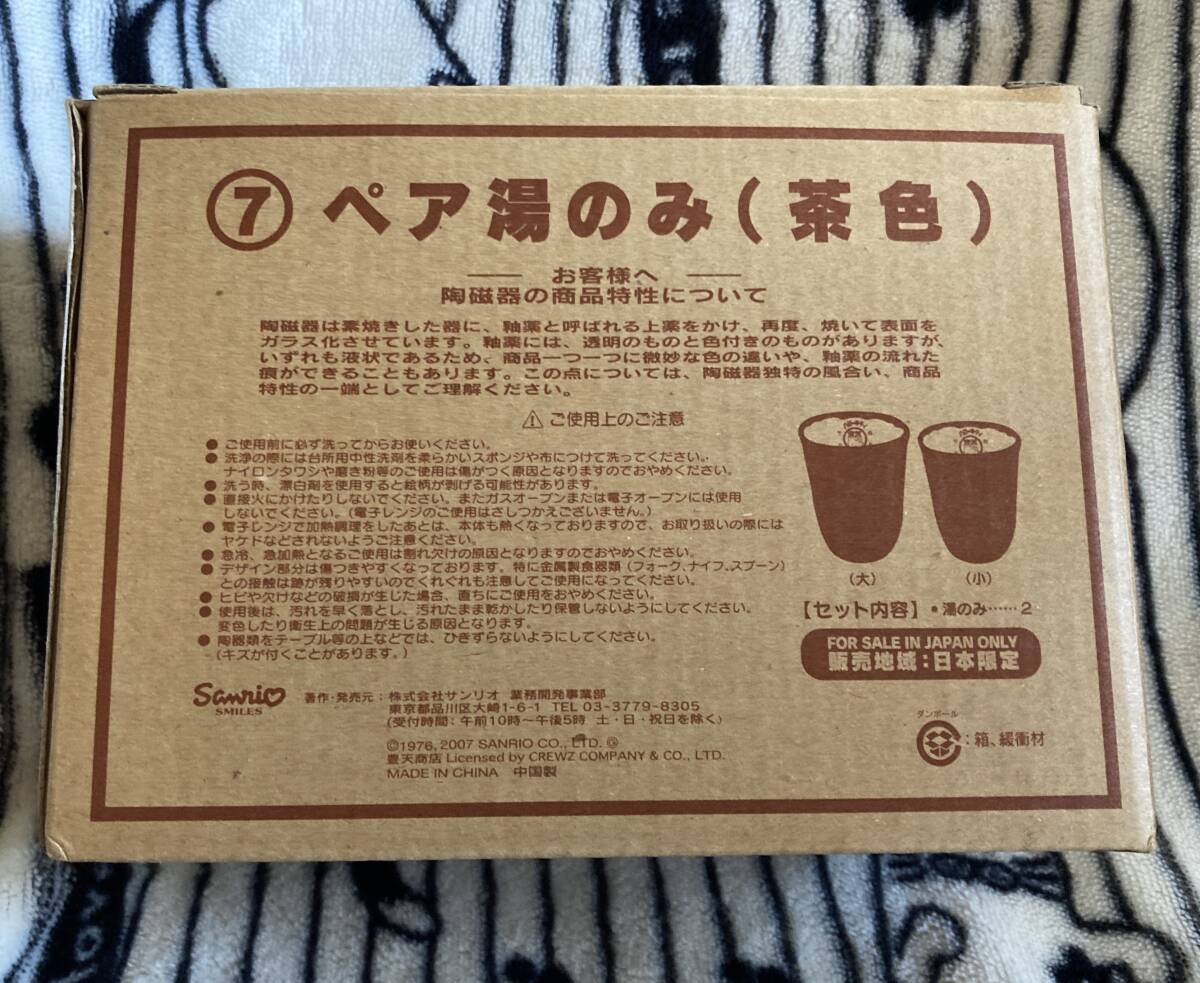 ⑦ ペア湯のみ(茶色)
お客様へ
陶磁器の商品特性について
陶磁器は素焼きした器に、釉薬と呼ばれる上薬をかけ、再度、焼いて表面を
ガラス化させています。釉薬には、透明のものと色付きのものがありますが、
いずれも液状であるため、商品一つ一つに微妙な色の違いや、釉薬の流れた
痕ができることもあります。この点については、陶磁器独特の風合い、商品
特性の一端としてご理解ください。
⚠ ご使用上のご注意
● ご使用前に必ず洗ってからお使いください。
● 洗浄の際には台所用中性洗剤を柔らかいスポンジや布につけて洗ってください。
ナイロンタワシや磨き粉等のご使用は傷がつく原因となりますのでおやめください。
● 洗う時、漂白剤を使用すると絵柄が剥げる可能性があります。
● 直接火にかけたりしないでください。またガスオーブンまたは電子オーブンには使用
しないでください。(電子レンジのご使用はさしつかえございません。)
● 電子レンジで加熱調理をしたあとは、本体も熱くなっておりますので、お取り扱いの際には
ヤケドなどされないようご注意ください。
● 急冷、急加熱となるご使用は割れ欠けの原因となりますのでおやめください。
● デザイン部分は傷つきやすくなっております。特に金属製食器類(フォーク、ナイフ、スプーン)
との接触は跡が残りやすいのでくれぐれも注意してご使用になってください。
● ヒビや欠けなどの破損が生じた場合、直ちにご使用をおやめください。
● 使用後は、汚れを早く落とし、汚れたまま乾かしたり保管しないようにしてください。
変色したり衛生上の問題が生じる原因となります。
● 陶器類をテーブル等の上などでは、ひきずらないようにしてください。
(キズが付くことがあります。)
(大) (小)
【セット内容】 •湯のみ……2
FOR SALE IN JAPAN ONLY
販売地域:日本限定
Sanrio
SMILES
著作・発売元:株式会社サンリオ 業務開発事業部
東京都品川区大崎1-6-1 TEL 03-3779-8305
(受付時間:午前10時〜午後5時 土・日・祝日を除く)
©1976, 2007 SANRIO CO., LTD. Ⓖ
豊天商店 Licensed by CREWZ COMPANY & CO., LTD.
MADE IN CHINA 中国製
ダンボール
:箱、緩衝材